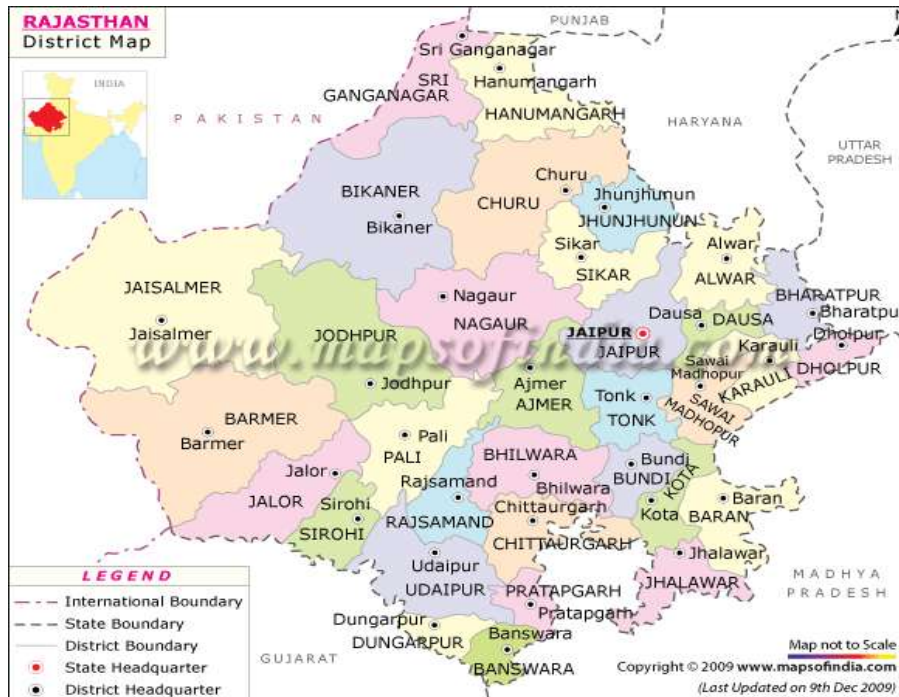 RAJASTHAN
District Map
INDIA
PUNJAB
Sri Ganganagar
SRI
GANGANAGAR
Hanumangarh
HANUMANGARH
PAKISTAN
HARYANA
UTTAR
PRADESH
BIKANER
Bikaner
Churu
CHURU
Jhunjhunun
JHUNJHUNUN
Sikar
SIKAR
Alwar
ALWAR
JAISALMER
Jaisalmer
Nagaur
NAGAUR
JODHPUR
Jodhpur
JAIPUR
JAIPUR
Dausa
DAUSA
BHARATPUR
Bharatpu
Dholpur
DHOLPUR
Karauli
KARAULI
www.mapsofindia.com
Ajmer
AJMER
Tonk
TONK
Sawai
Madhopur
SAWAI
MADHOPUR
BARMER
Barmer
Pali
PALI
Jalor
JALOR
Sirohi
SIROHI
BHILWARA
Bhilwara
Rajsamand
RAJSAMAND
Bundi
BUNDI
KOTA
Kota
Baran
BARAN
Chittaurgarh
CHITTAURGARH
Jhalawar
JHALAWAR
Udaipur
UDAIPUR
PRATAPGARH
Pratapgarh
Dungarpur
DUNGARPUR
Banswara
BANSWARA
GUJARAT
MADHYA
PRADESH
LEGEND
International Boundary
State Boundary
District Boundary
State Headquarter
District Headquarter
Map not to Scale
Copyright © 2009 www.mapsofindia.com
(Last Updated on 9th Dec 2009)